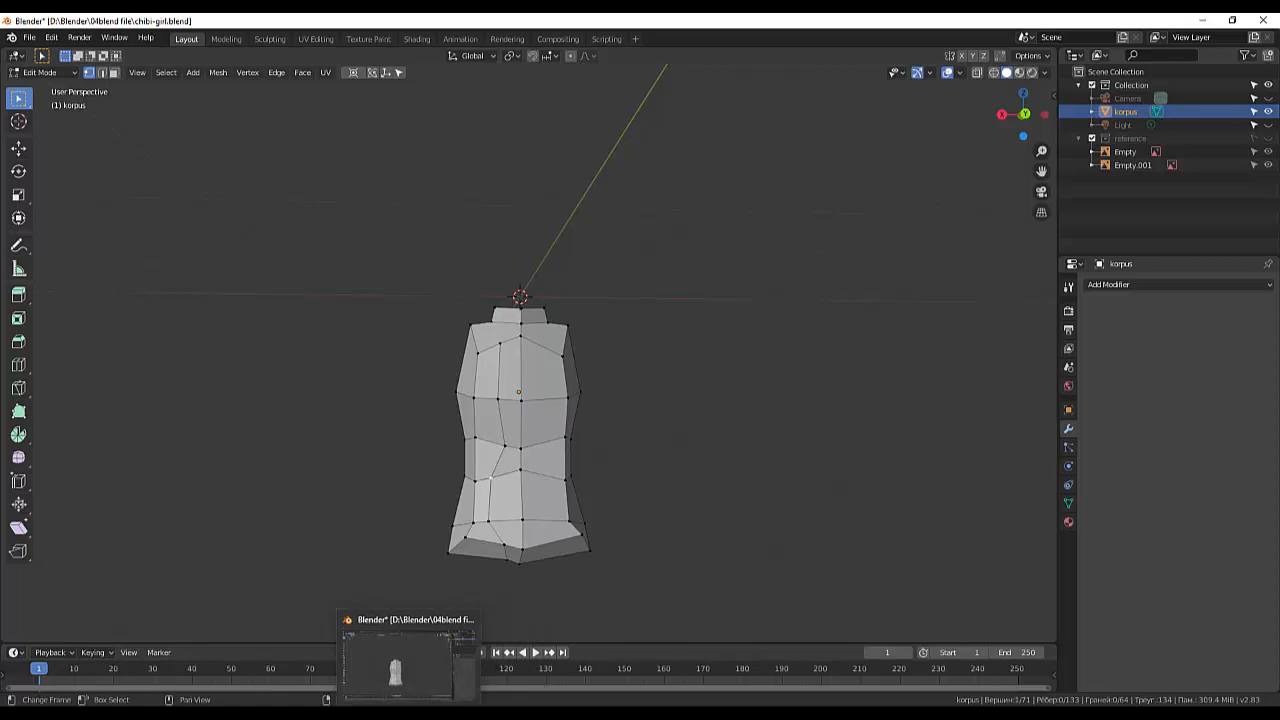 Blender* [D:\Blender\04blend file\chibi-girl.blend]
File Edit Render Window Help Layout Modeling Sculpting UV Editing Texture Paint Shading Animation Rendering Compositing Scripting + Scene View Layer
Global X Y Z Options
Edit Mode View Select Add Mesh Vertex Edge Face UV
User Perspective
(1) korpus
Z
X Y
Scene Collection
Collection
Camera
korpus
Light
reference
Empty
Empty.001
korpus
Add Modifier
Blender* [D:\Blender\04blend fi...
Playback Keying View Marker 1 Start 1 End 250
1 10 20 30 40 50 60 70 120 130 140 150 160 170 180 190 200 210 220 230 240 250
Change Frame Box Select Pan View korpus | Вершин:1/71 | Рёбер:0/133 | Граней:0/64 | Треуг.:134 | Пам.: 309.4 MiB | v2.83